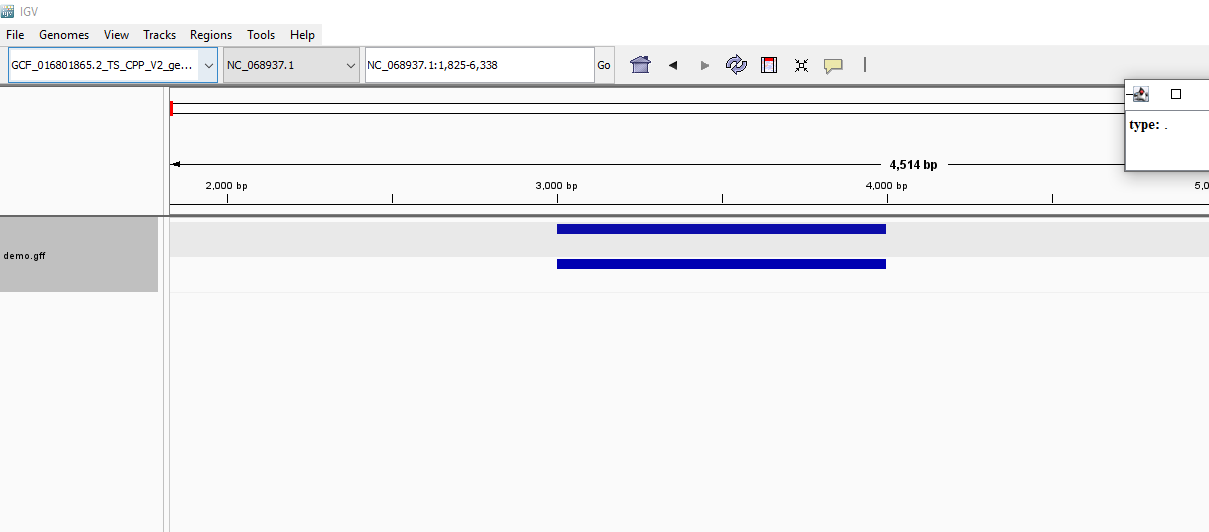 IGV
File Genomes View Tracks Regions Tools Help
GCF_016801865.2_TS_CPP_V2_ge... NC_068937.1 NC_068937.1:1,825-6,338 Go
type: .
4,514 bp
2,000 bp 3,000 bp 4,000 bp 5,0
demo.gff